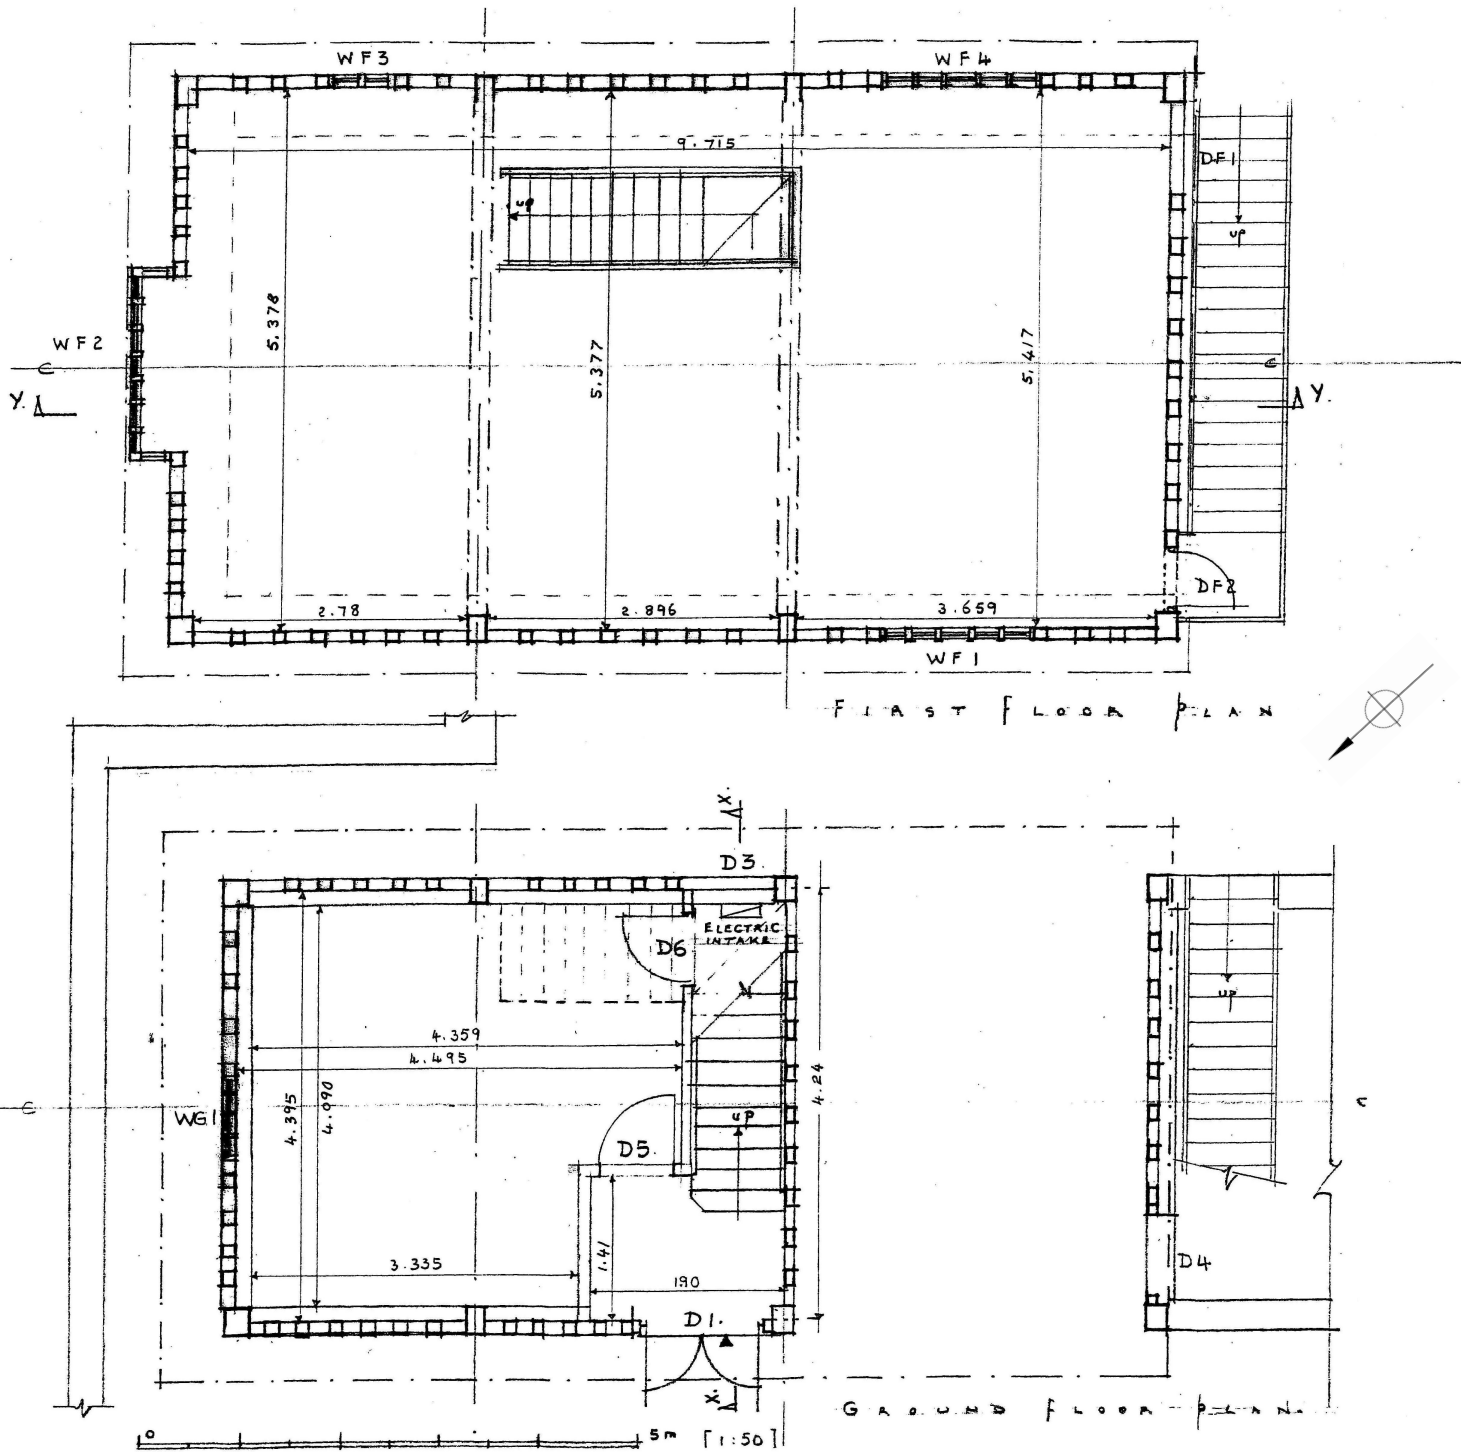 WF3
WF4
9.715
DF1
up
up
5.378
5.377
5.417
WF2
Y.
Y.
DF2
2.78
2.896
3.659
WF1
FIRST FLOOR PLAN
X.
D3.
ELECTRIC
INTAKE
D6
4.359
4.495
up
4.395
4.090
4.24
WG1
up
D5.
3.335
1.41
190
D4
D1.
X.
GROUND FLOOR PLAN.
0
5m [1:50]